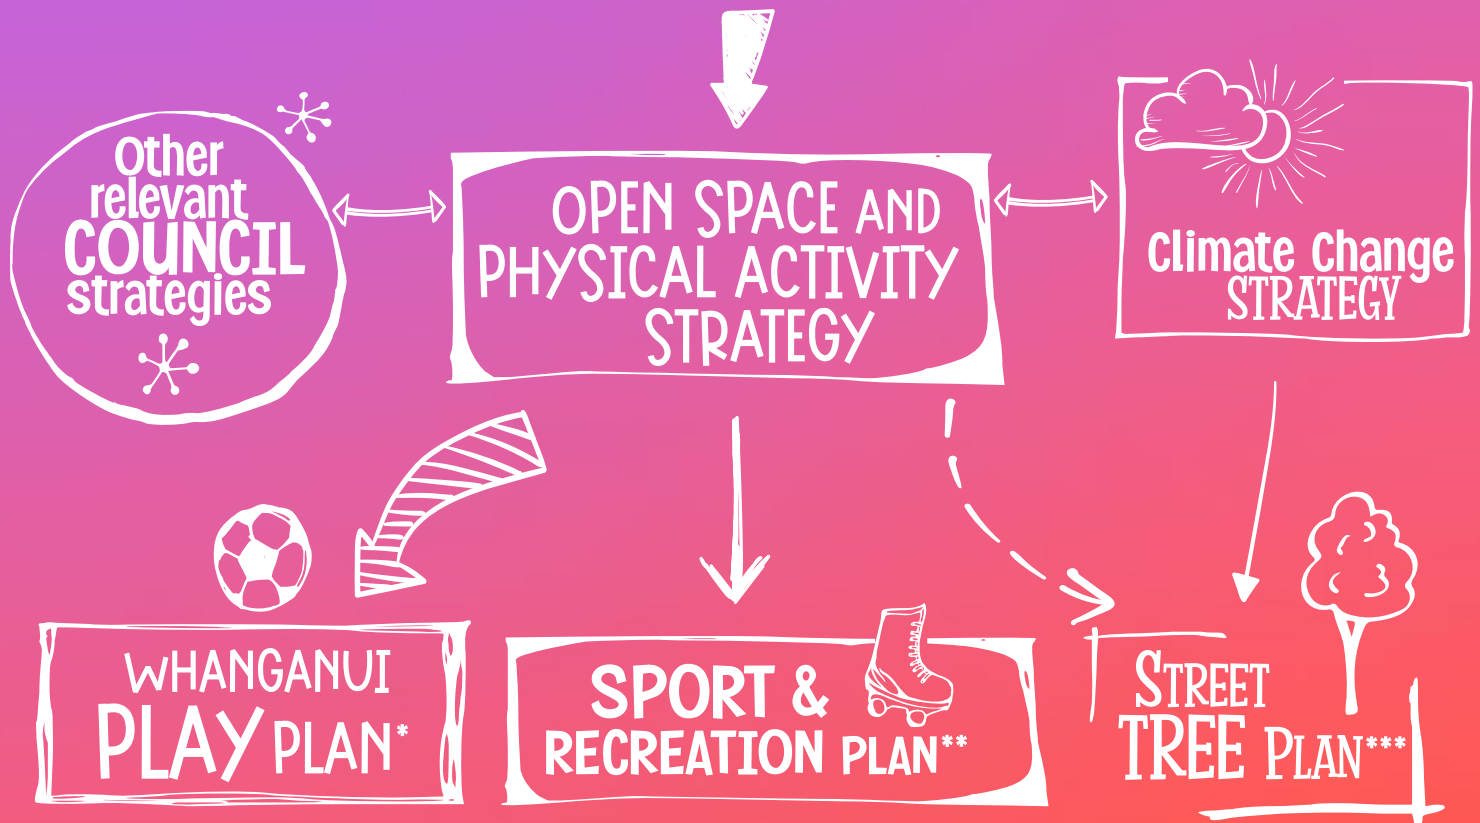 Other
relevant
COUNCIL
strategies
OPEN SPACE AND
PHYSICAL ACTIVITY
STRATEGY
Climate Change
STRATEGY
WHANGANUI
PLAY PLAN*
SPORT &
RECREATION PLAN**
STREET
TREE PLAN***